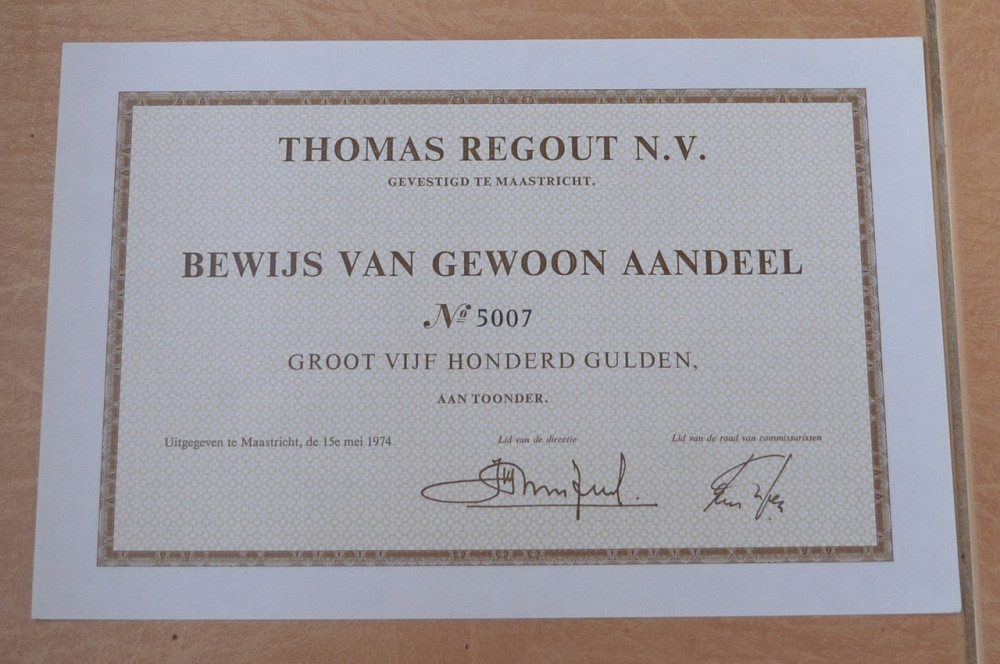 THOMAS REGOUT N.V.
GEVESTIGD TE MAASTRICHT.
BEWIJS VAN GEWOON AANDEEL
No 5007
GROOT VIJF HONDERD GULDEN,
AAN TOONDER.
Uitgegeven te Maastricht, de 15e mei 1974
Lid van de directie
Lid van de raad van commissarissen